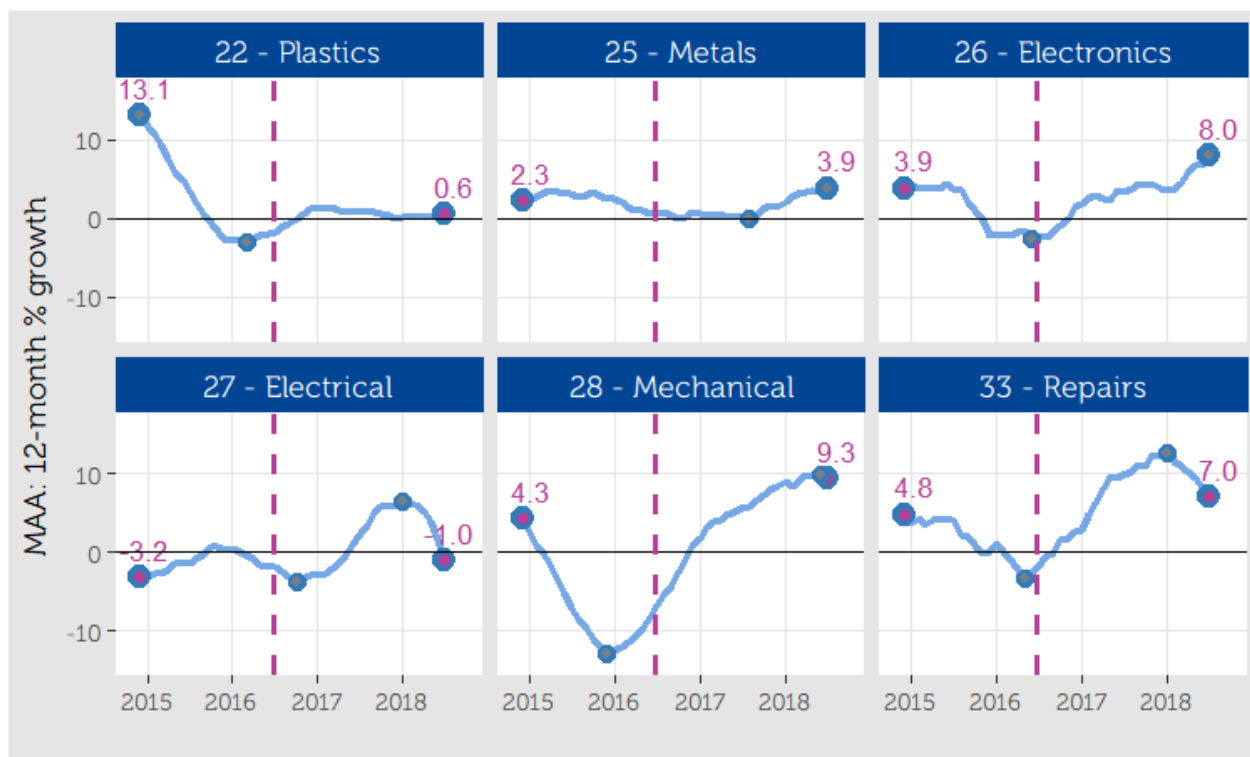 22 - Plastics
25 - Metals
26 - Electronics
13.1
0.6
2.3
3.9
3.9
8.0
10
0
-10
MAA: 12-month % growth
27 - Electrical
28 - Mechanical
33 - Repairs
-3.2
-1.0
4.3
9.3
4.8
7.0
10
0
-10
2015 2016 2017 2018
2015 2016 2017 2018
2015 2016 2017 2018